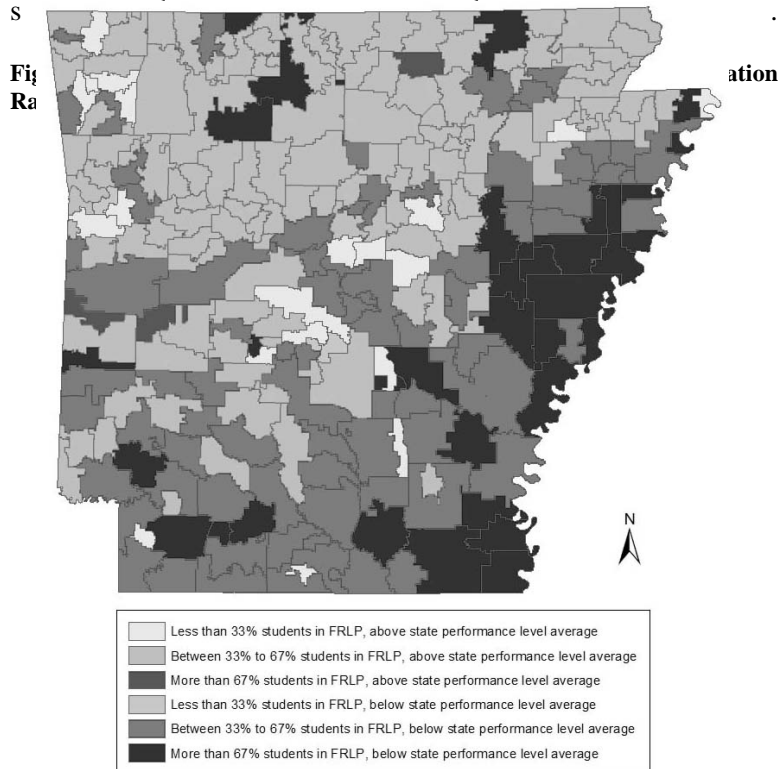 S .
Fig ation
Ra
N
Less than 33% students in FRLP, above state performance level average
Between 33% to 67% students in FRLP, above state performance level average
More than 67% students in FRLP, above state performance level average
Less than 33% students in FRLP, below state performance level average
Between 33% to 67% students in FRLP, below state performance level average
More than 67% students in FRLP, below state performance level average